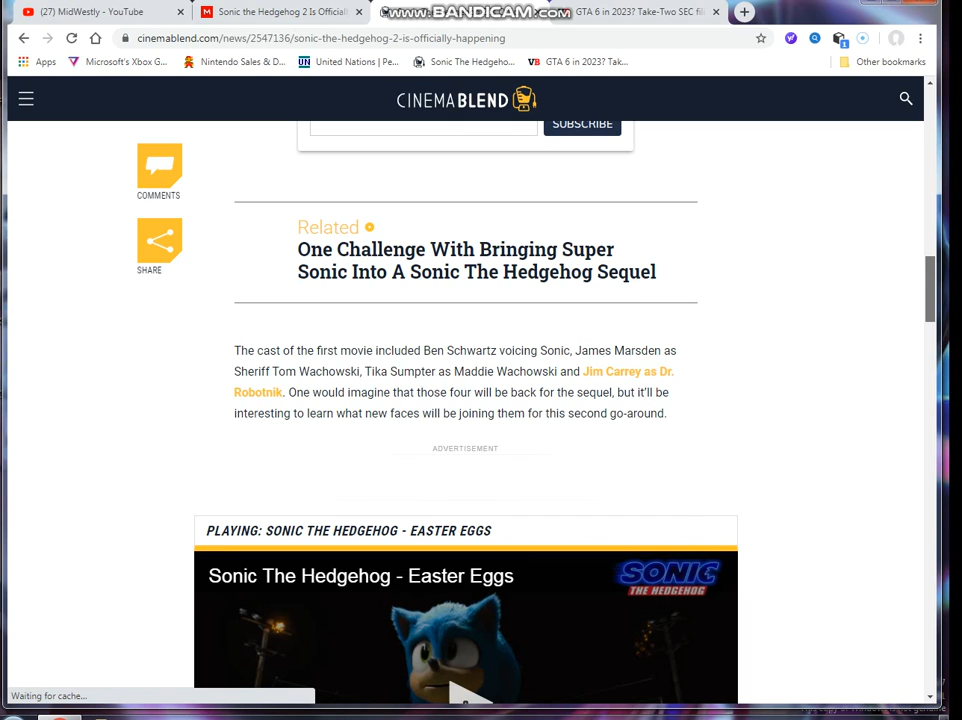 (27) MidWestly - YouTube
Sonic the Hedgehog 2 Is Officiall
www.BANDICAM.com
GTA 6 in 2023? Take-Two SEC fili
cinemablend.com/news/2547136/sonic-the-hedgehog-2-is-officially-happening
1
Apps
Microsoft's Xbox G...
Nintendo Sales & D...
UN
United Nations | Pe...
Sonic The Hedgeho...
VB
GTA 6 in 2023? Tak...
Other bookmarks
CINEMABLEND
SUBSCRIBE
COMMENTS
SHARE
Related
One Challenge With Bringing Super
Sonic Into A Sonic The Hedgehog Sequel
The cast of the first movie included Ben Schwartz voicing Sonic, James Marsden as
Sheriff Tom Wachowski, Tika Sumpter as Maddie Wachowski and Jim Carrey as Dr.
Robotnik. One would imagine that those four will be back for the sequel, but it'll be
interesting to learn what new faces will be joining them for this second go-around.
ADVERTISEMENT
PLAYING: SONIC THE HEDGEHOG - EASTER EGGS
Sonic The Hedgehog - Easter Eggs
SONIC
THE HEDGEHOG
Waiting for cache...